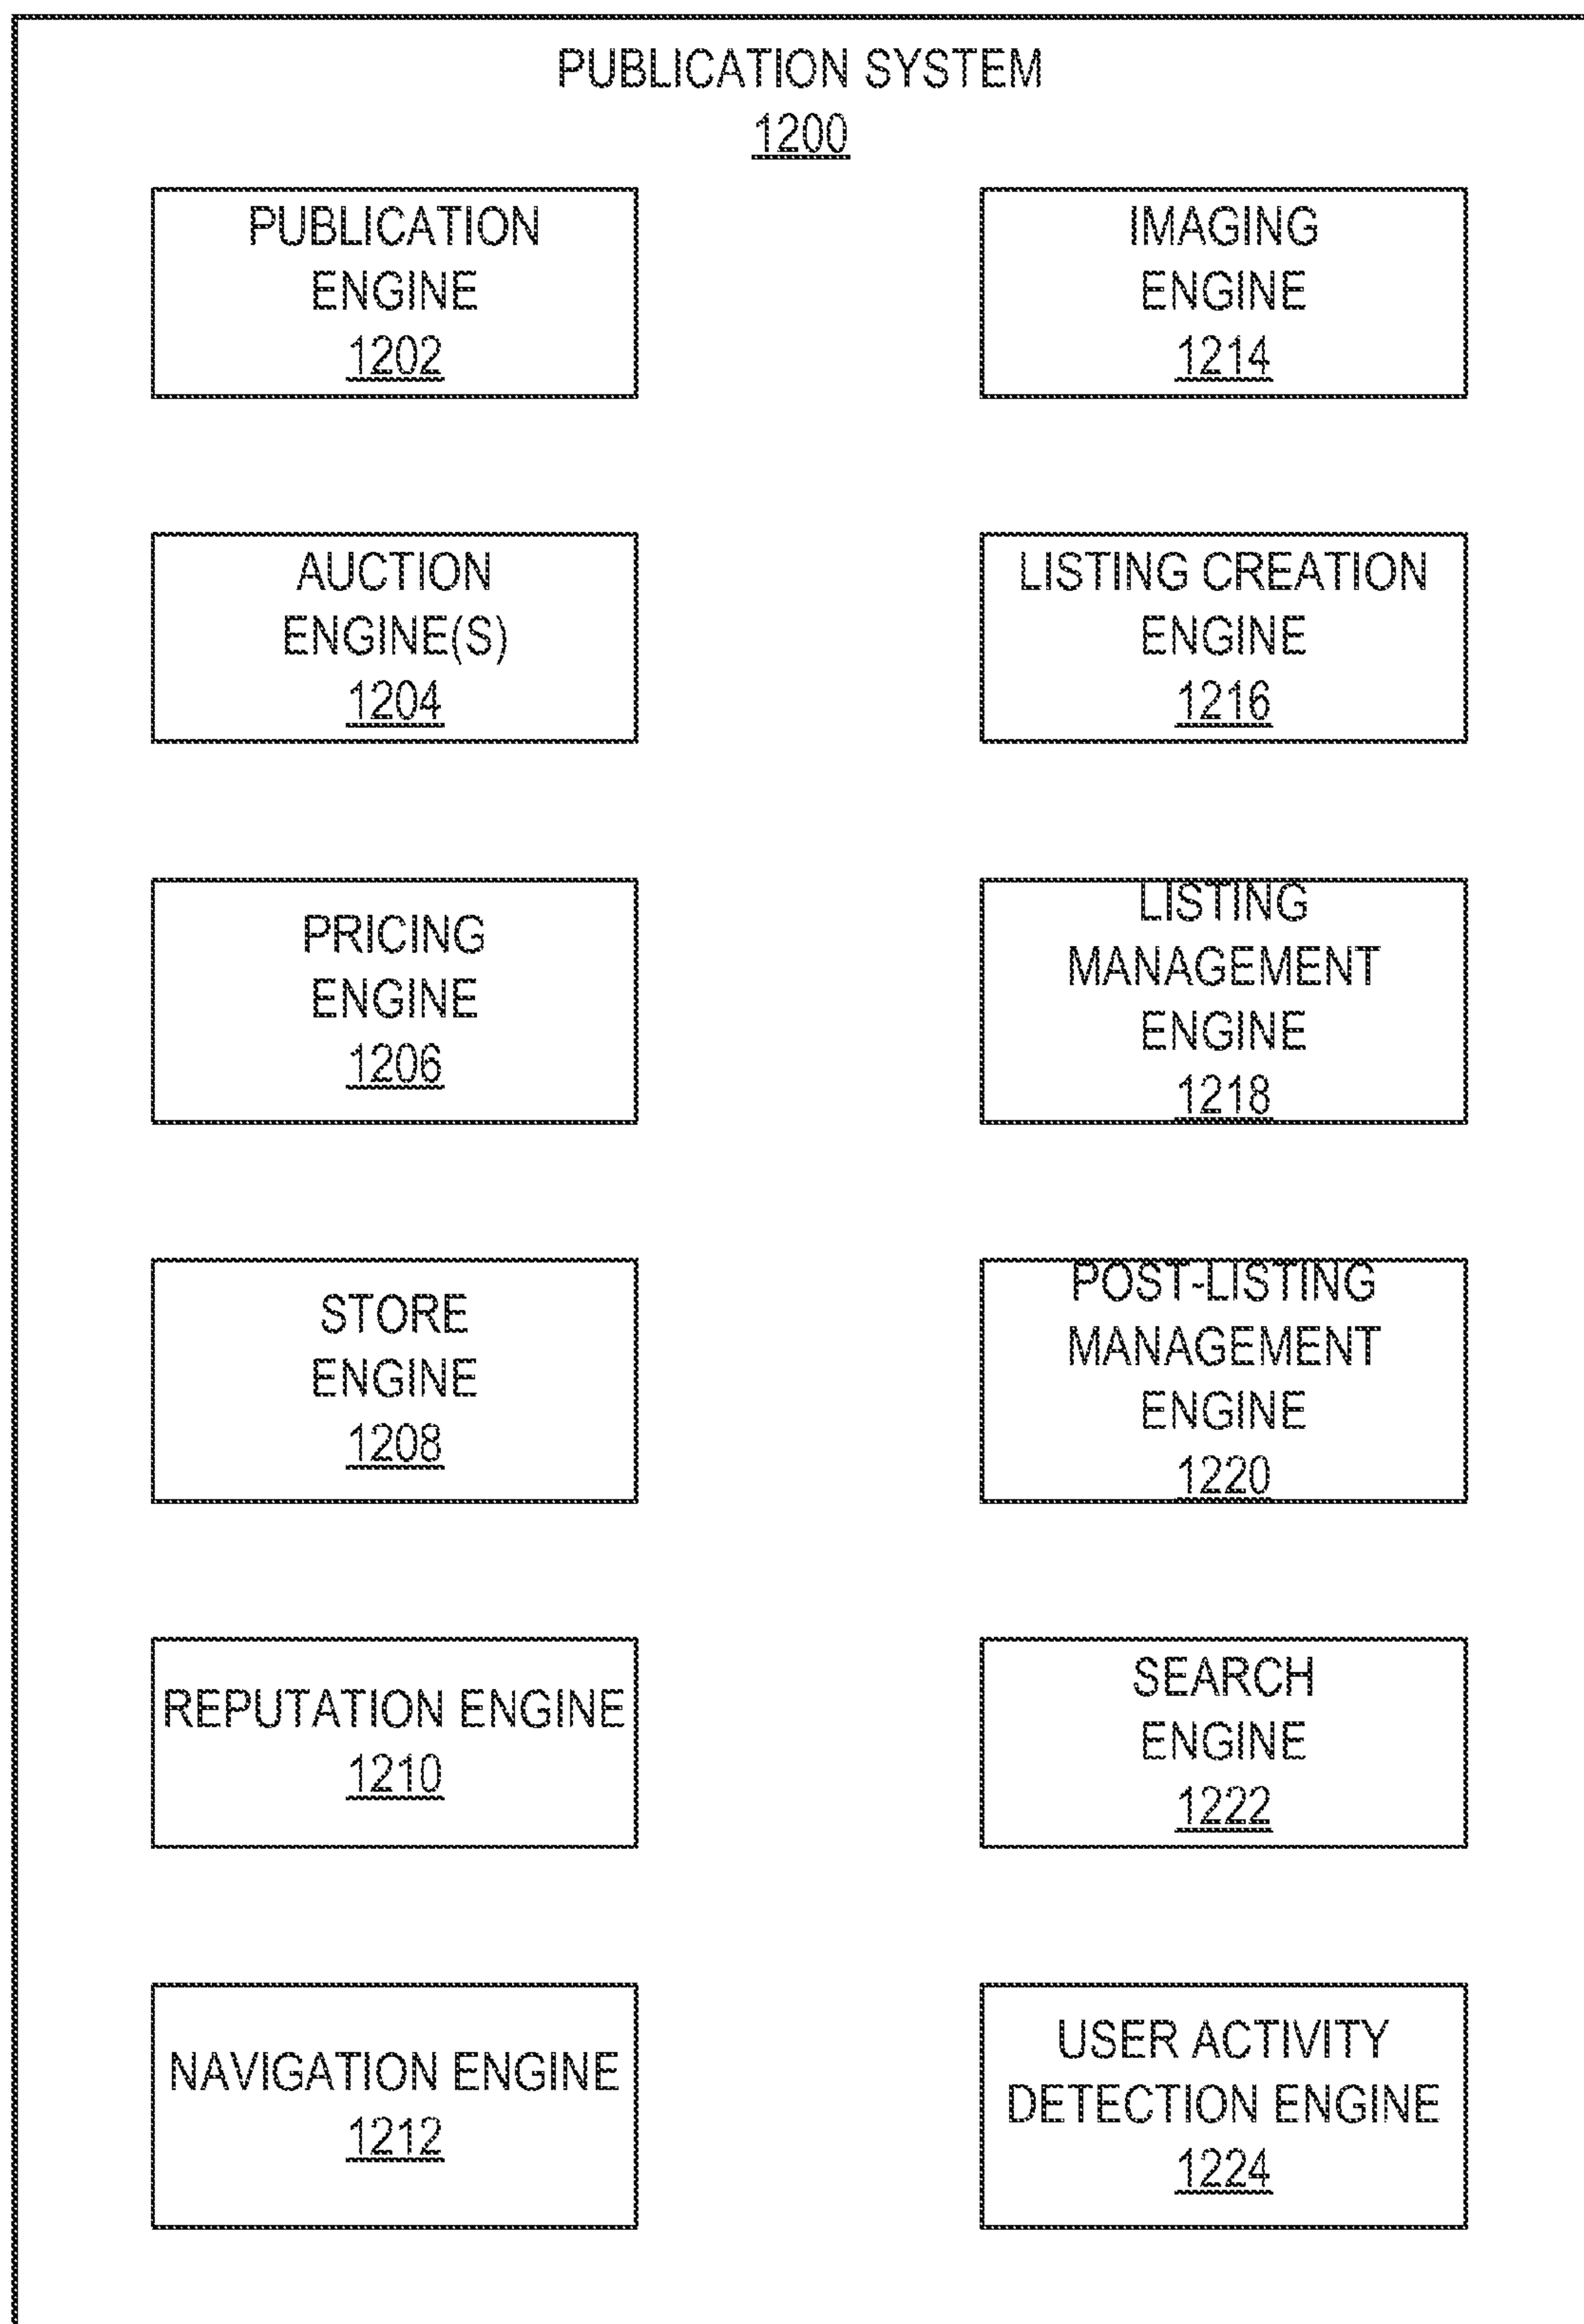 PUBLICATION SYSTEM
1200
PUBLICATION
ENGINE
1202
IMAGING
ENGINE
1214
AUCTION
ENGINE(S)
1204
LISTING CREATION
ENGINE
1216
PRICING
ENGINE
1206
LISTING
MANAGEMENT
ENGINE
1218
STORE
ENGINE
1208
POST-LISTING
MANAGEMENT
ENGINE
1220
REPUTATION ENGINE
1210
SEARCH
ENGINE
1222
NAVIGATION ENGINE
1212
USER ACTIVITY
DETECTION ENGINE
1224